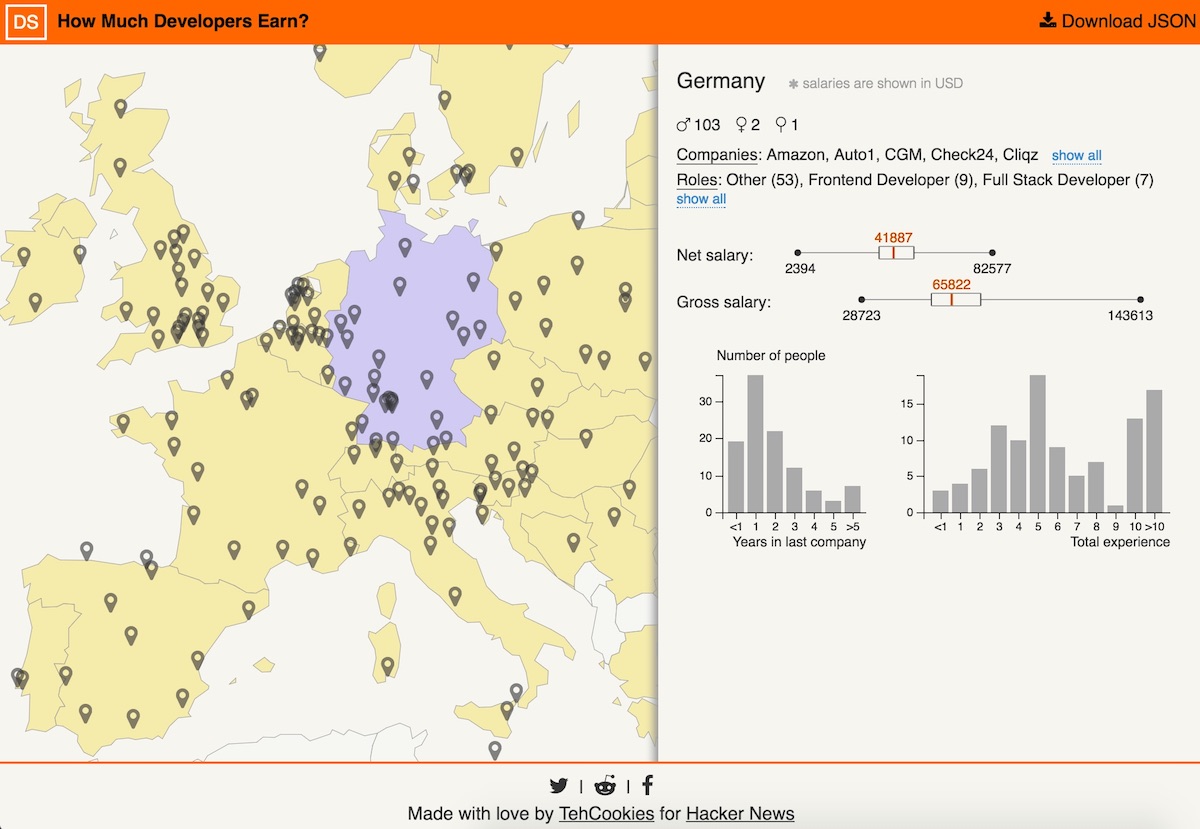 DS How Much Developers Earn?
Download JSON
Germany * salaries are shown in USD
♂ 103 ♀ 2 ⚲ 1
Companies: Amazon, Auto1, CGM, Check24, Cliqz show all
Roles: Other (53), Frontend Developer (9), Full Stack Developer (7)
show all
41887
Net salary:
2394 82577
65822
Gross salary:
28723 143613
Number of people
30
20
10
0
<1 1 2 3 4 5 >5
Years in last company
15
10
5
0
<1 1 2 3 4 5 6 7 8 9 10 >10
Total experience
Made with love by TehCookies for Hacker News